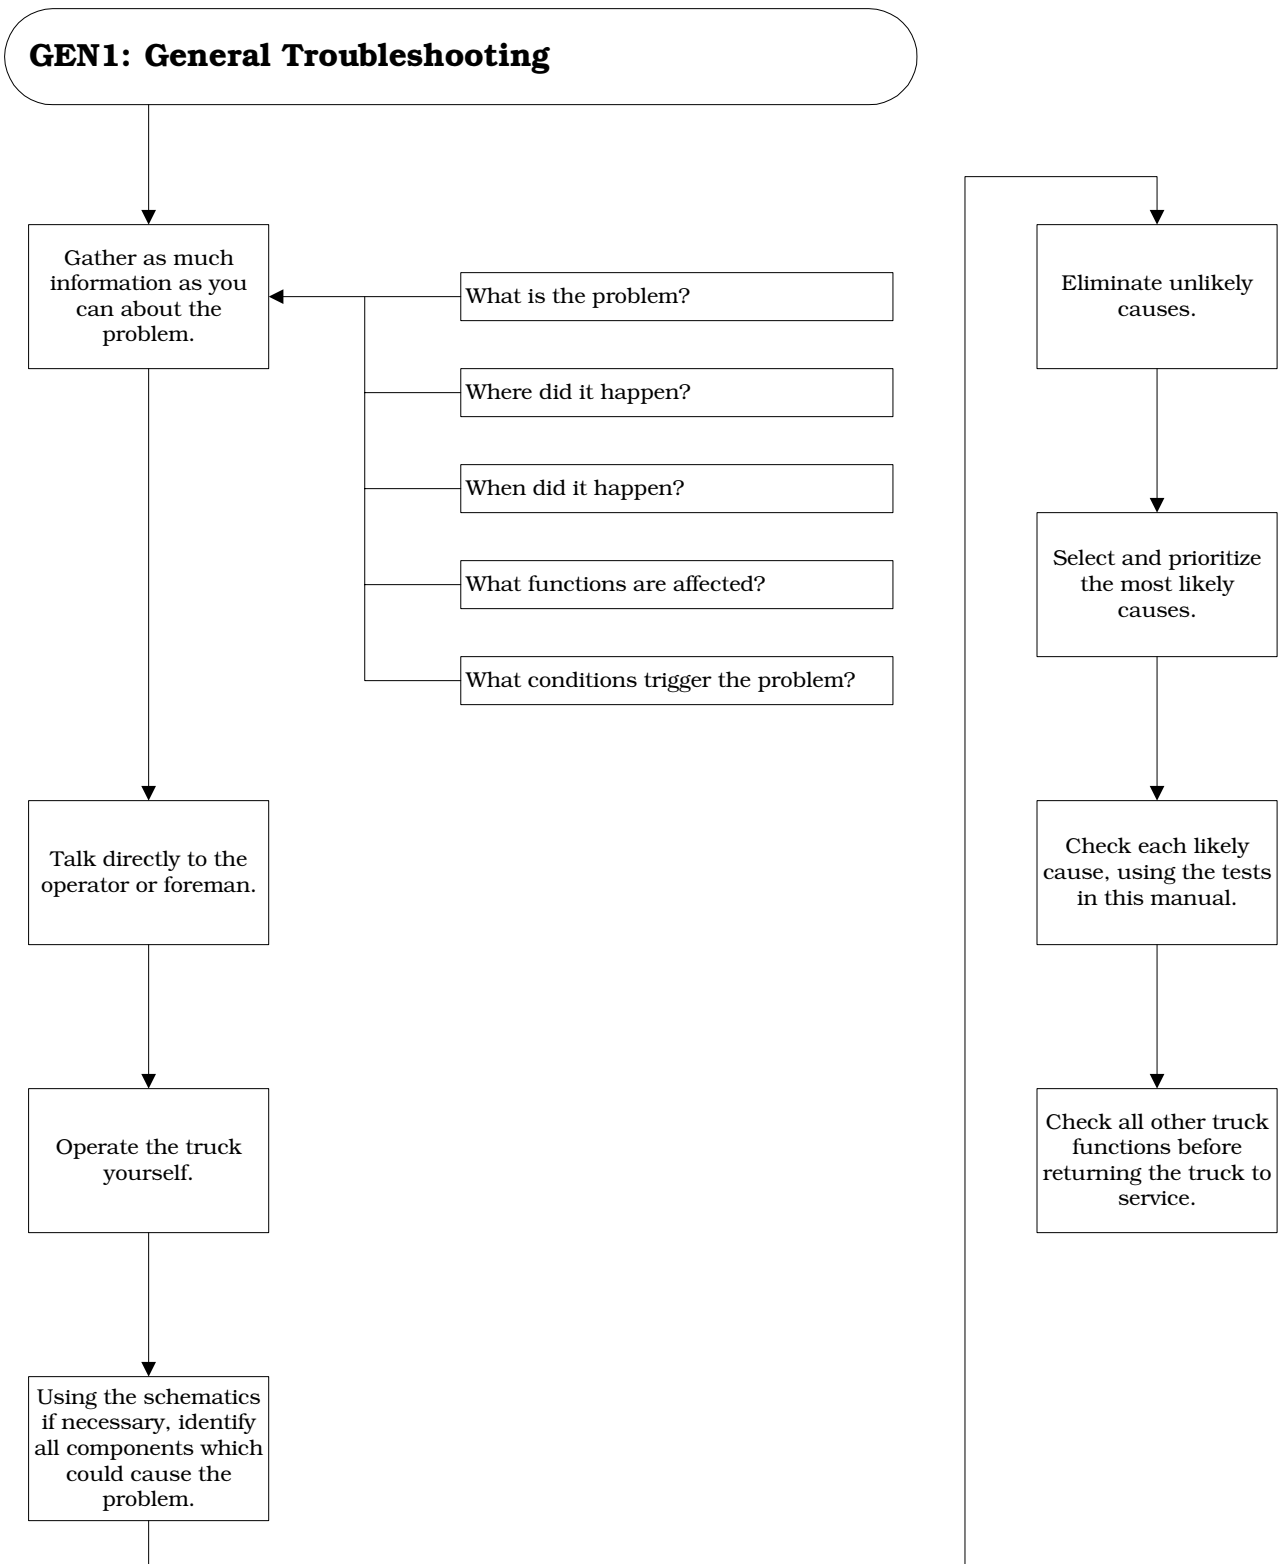 GEN1: General Troubleshooting
Gather as much
information as you
can about the
problem.
What is the problem?
Where did it happen?
When did it happen?
What functions are affected?
What conditions trigger the problem?
Talk directly to the
operator or foreman.
Operate the truck
yourself.
Using the schematics
if necessary, identify
all components which
could cause the
problem.
Eliminate unlikely
causes.
Select and prioritize
the most likely
causes.
Check each likely
cause, using the tests
in this manual.
Check all other truck
functions before
returning the truck to
service.